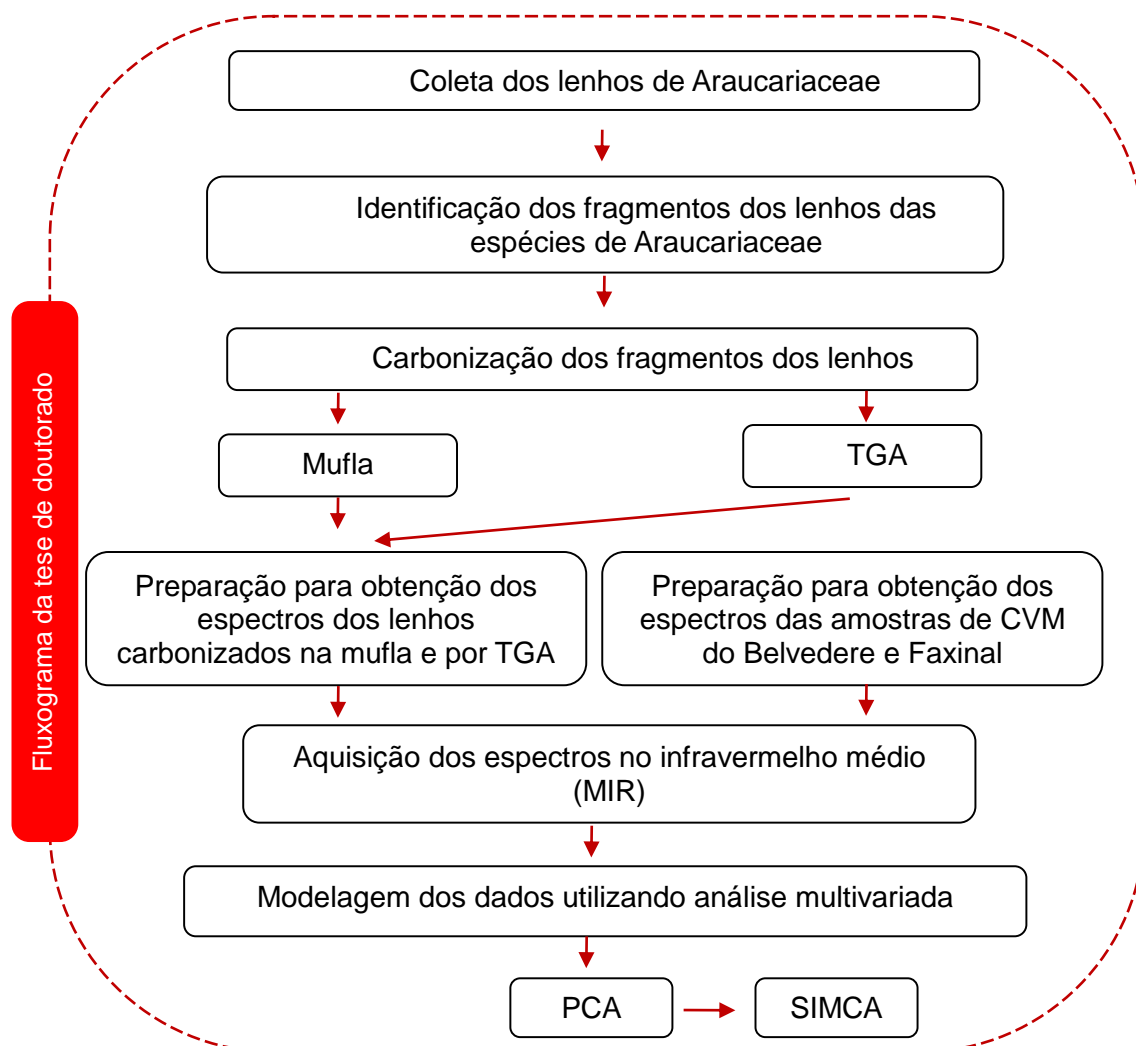 Coleta dos lenhos de Araucariaceae
Identificação dos fragmentos dos lenhos das
espécies de Araucariaceae
Carbonização dos fragmentos dos lenhos
Mufla
TGA
Preparação para obtenção dos
espectros dos lenhos
carbonizados na mufla e por TGA
Preparação para obtenção dos
espectros das amostras de CVM
do Belvedere e Faxinal
Aquisição dos espectros no infravermelho médio
(MIR)
Modelagem dos dados utilizando análise multivariada
PCA
SIMCA
Fluxograma da tese de doutorado